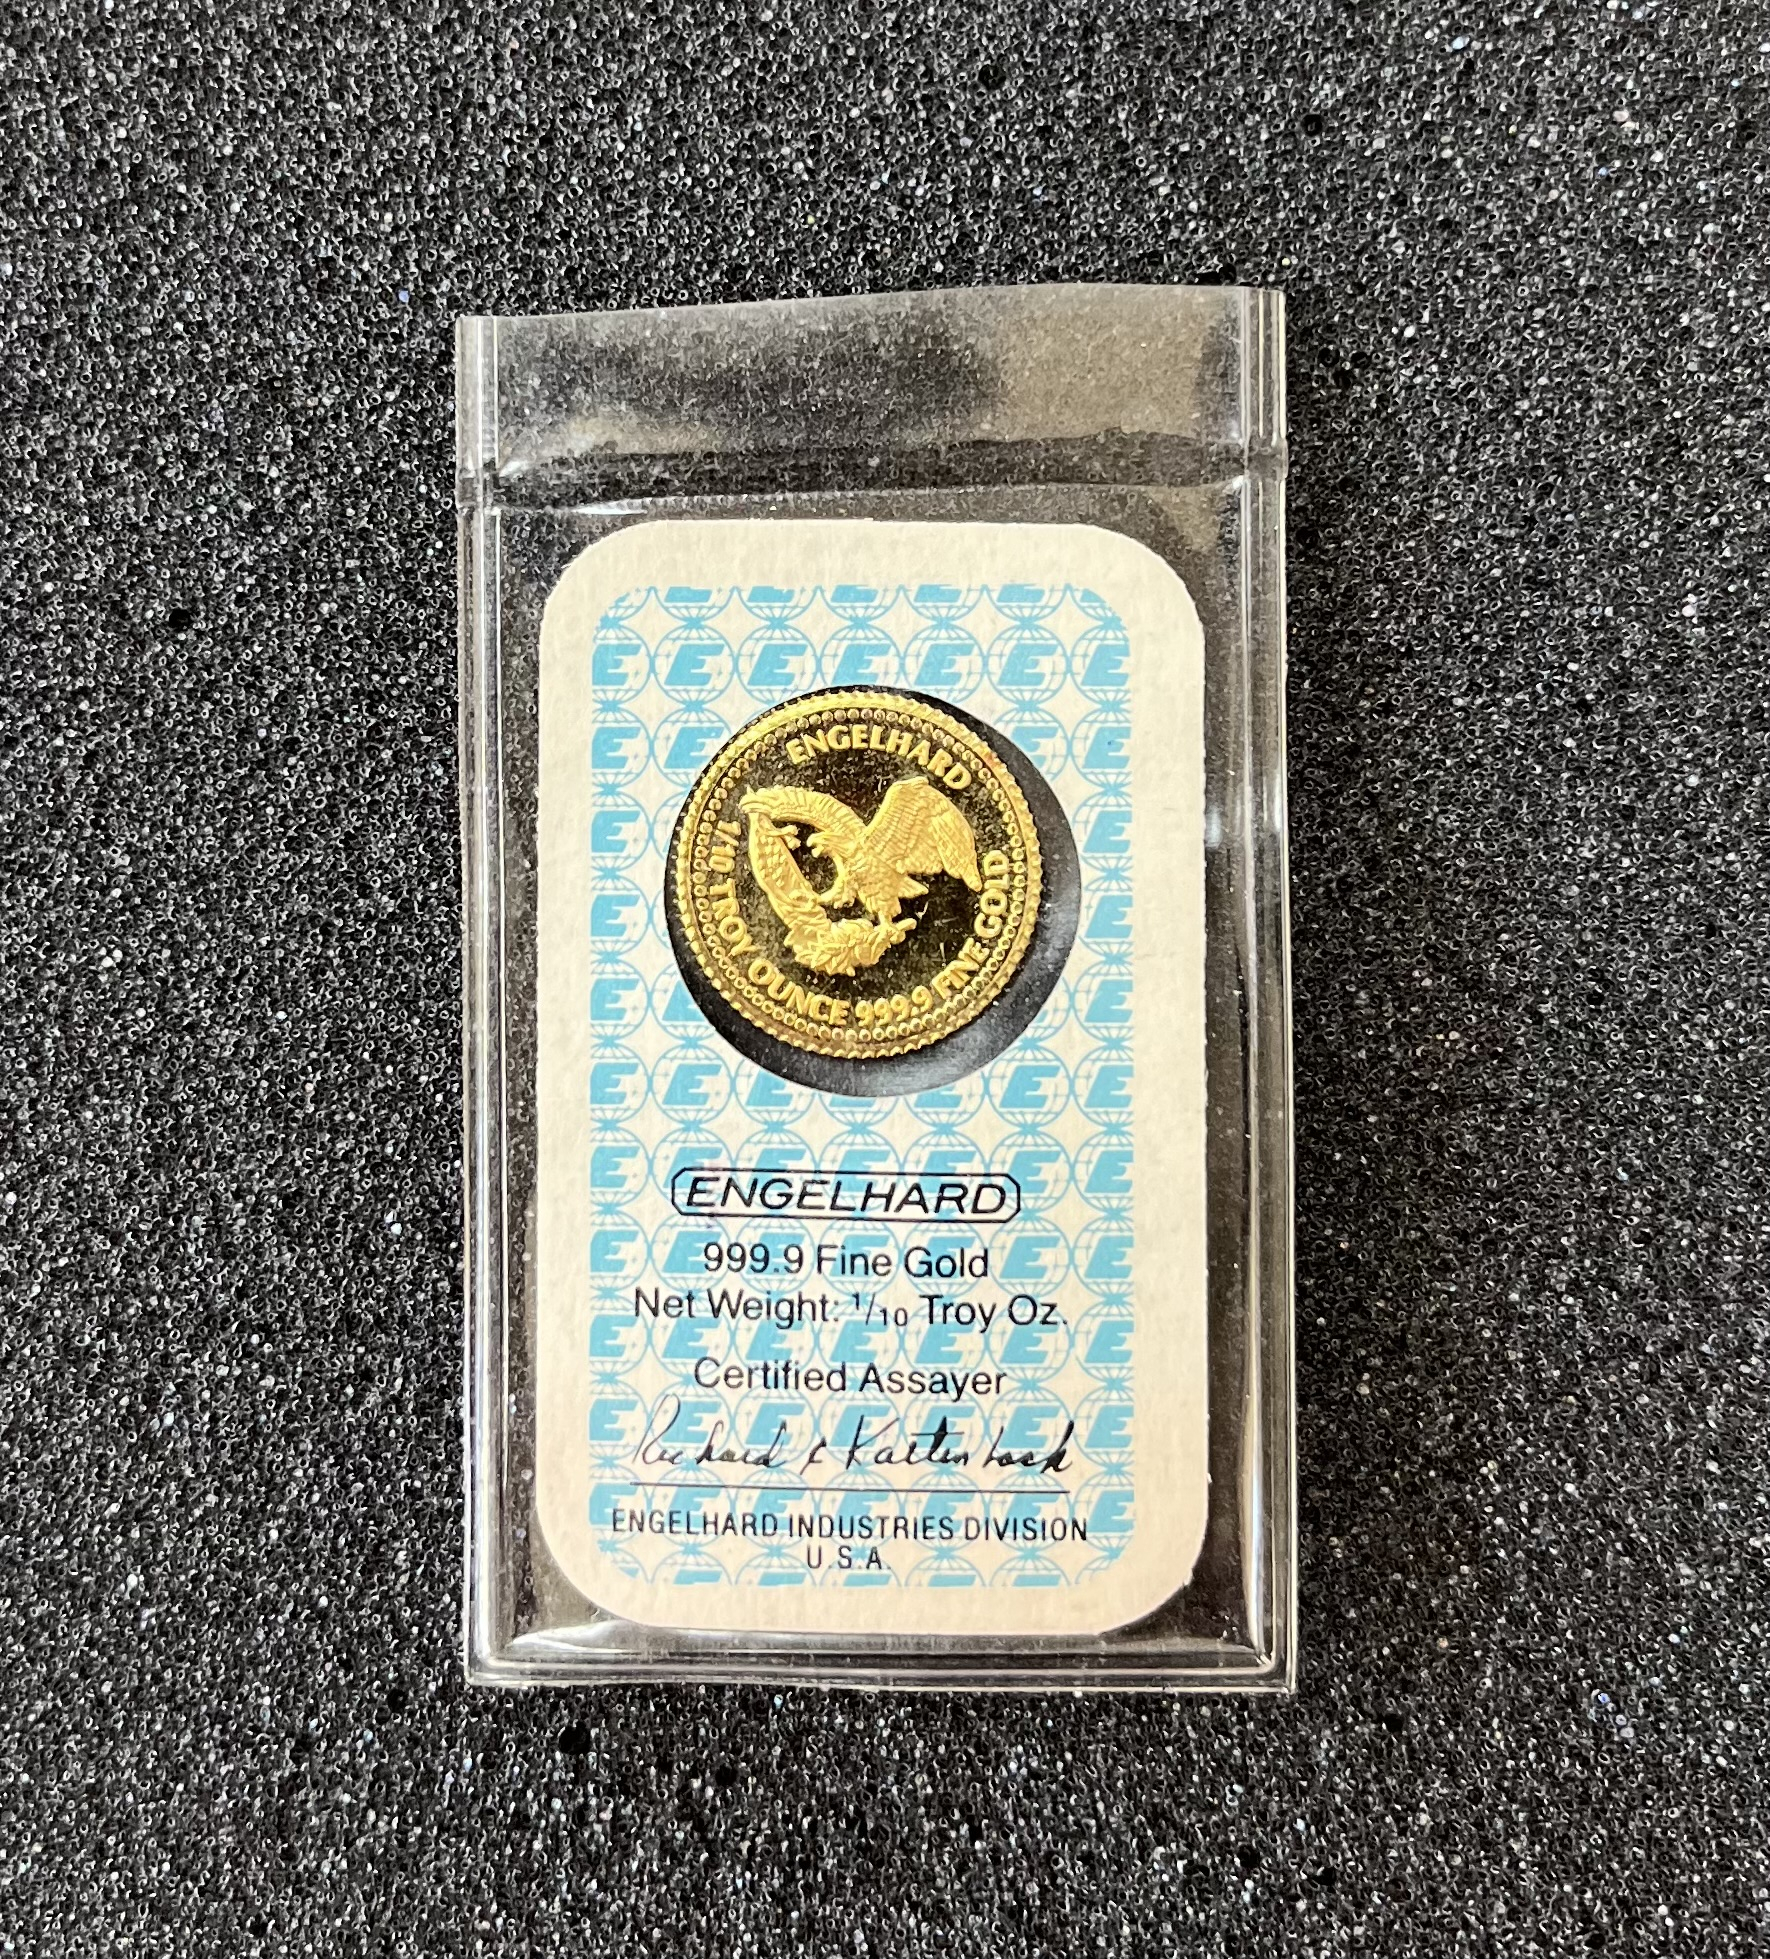 ENGELHARD
1/10 TROY OUNCE 999.9 FINE GOLD
ENGELHARD
999.9 Fine Gold
Net Weight: 1/10 Troy Oz.
Certified Assayer
Richard
ENGELHARD INDUSTRIES DIVISION
U.S.A.